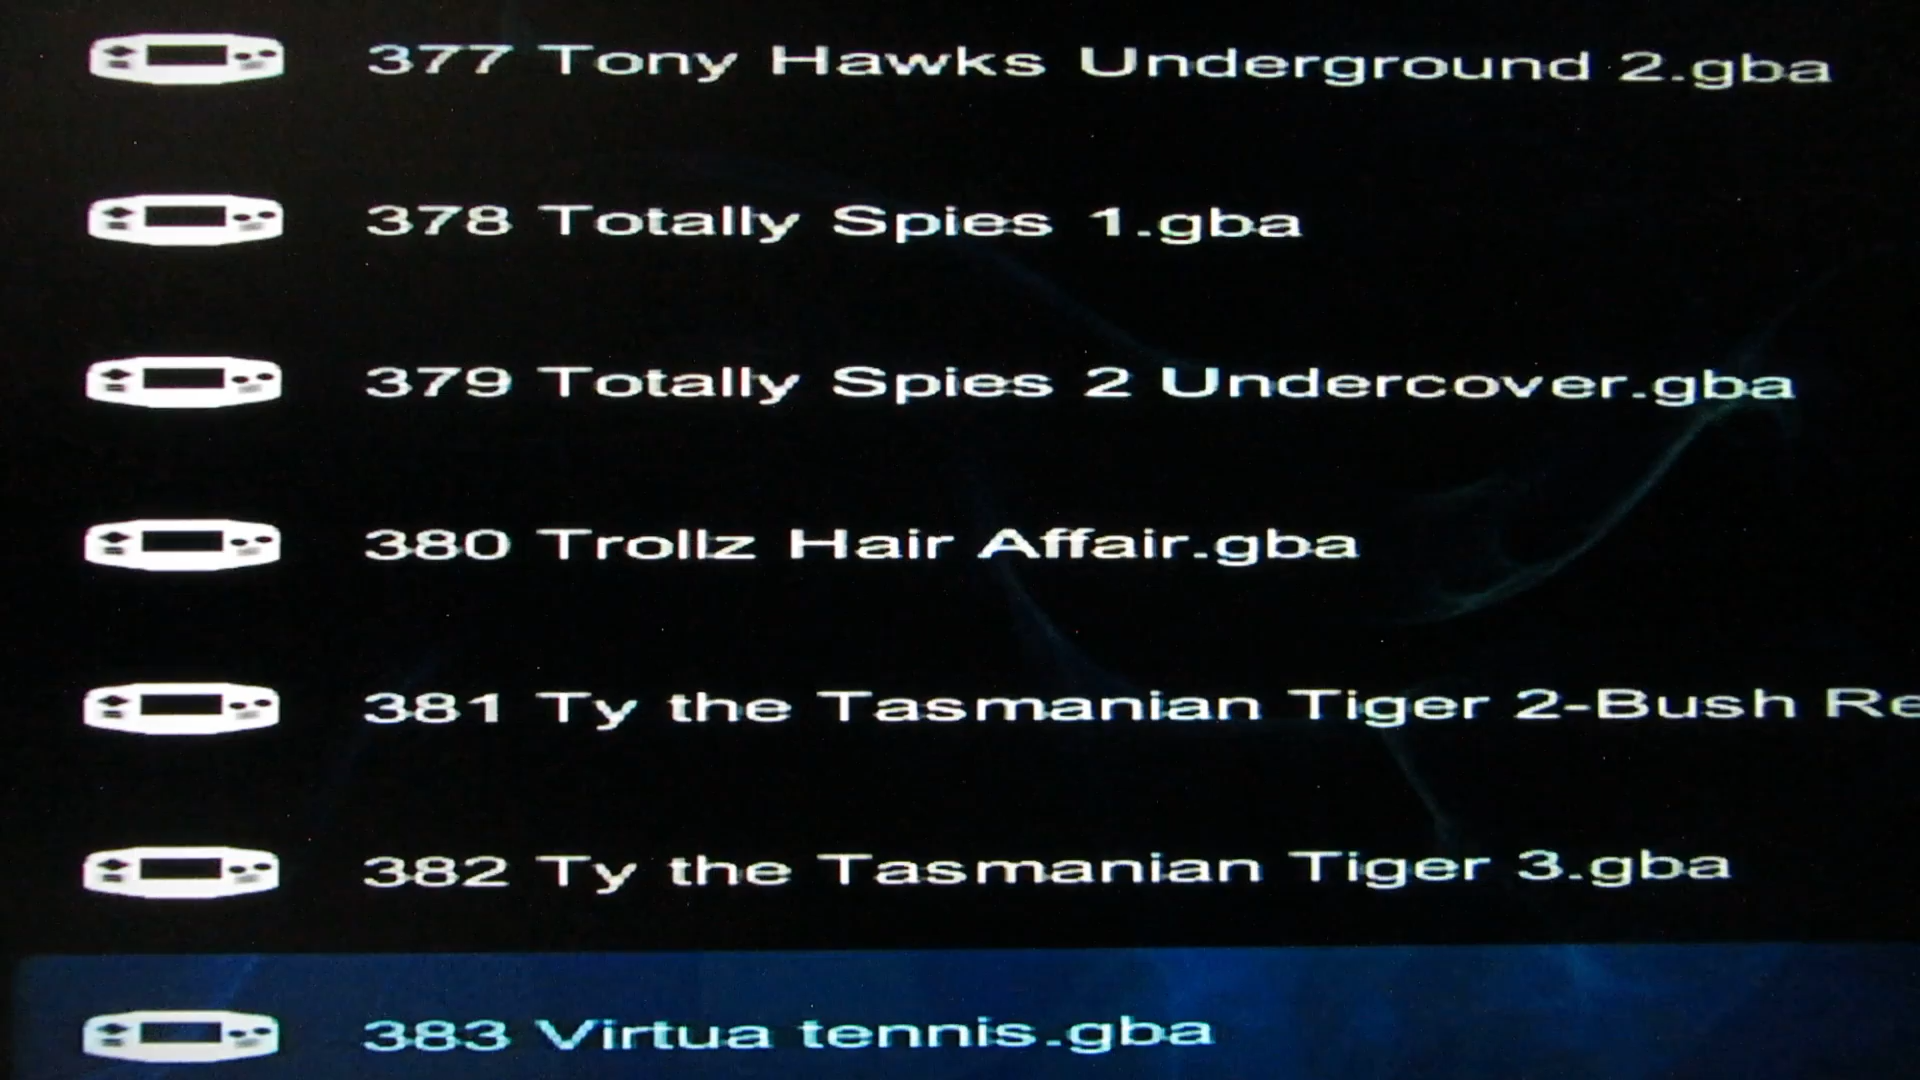 377 Tony Hawks Underground 2.gba
378 Totally Spies 1.gba
379 Totally Spies 2 Undercover.gba
380 Trollz Hair Affair.gba
381 Ty the Tasmanian Tiger 2-Bush Re
382 Ty the Tasmanian Tiger 3.gba
383 Virtua tennis.gba